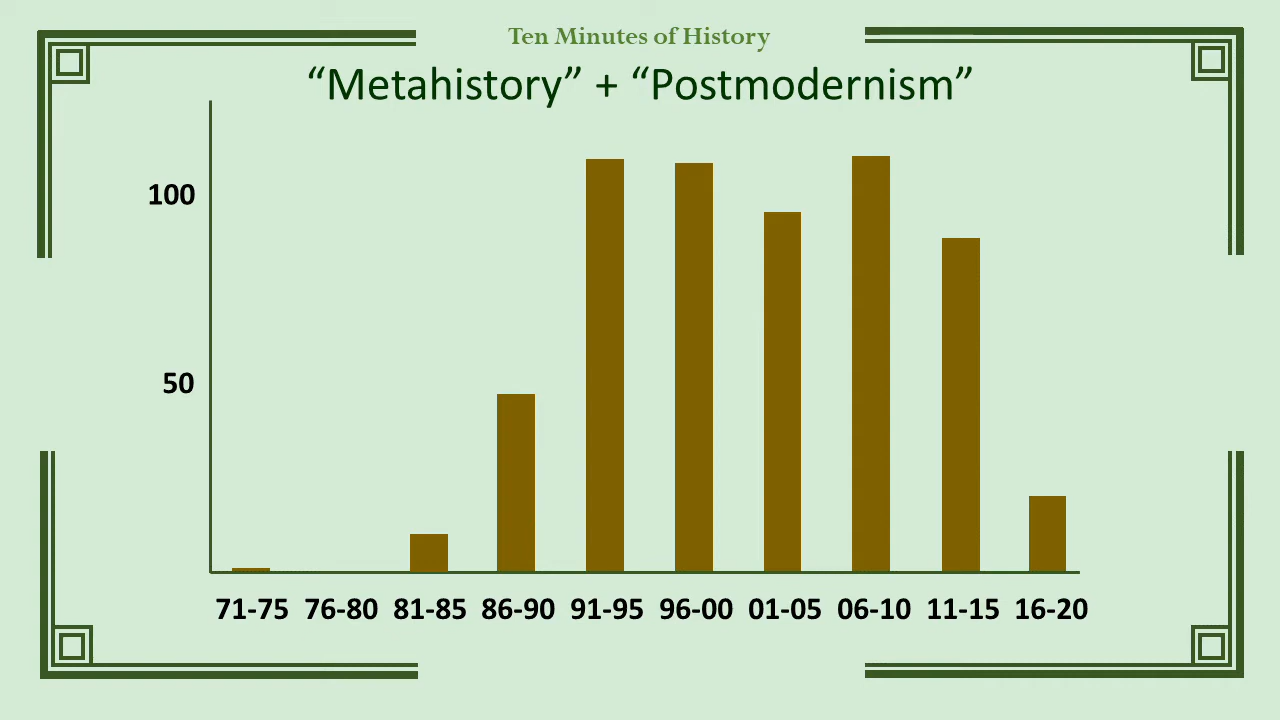 Ten Minutes of History
“Metahistory” + “Postmodernism”
100
50
71-75 76-80 81-85 86-90 91-95 96-00 01-05 06-10 11-15 16-20